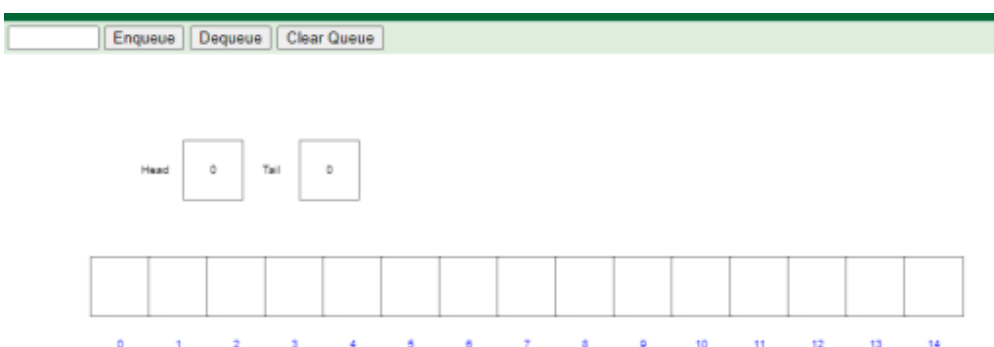 Enqueue Dequeue Clear Queue
Head 0 Tail 0
0 1 2 3 4 5 6 7 8 9 10 11 12 13 14